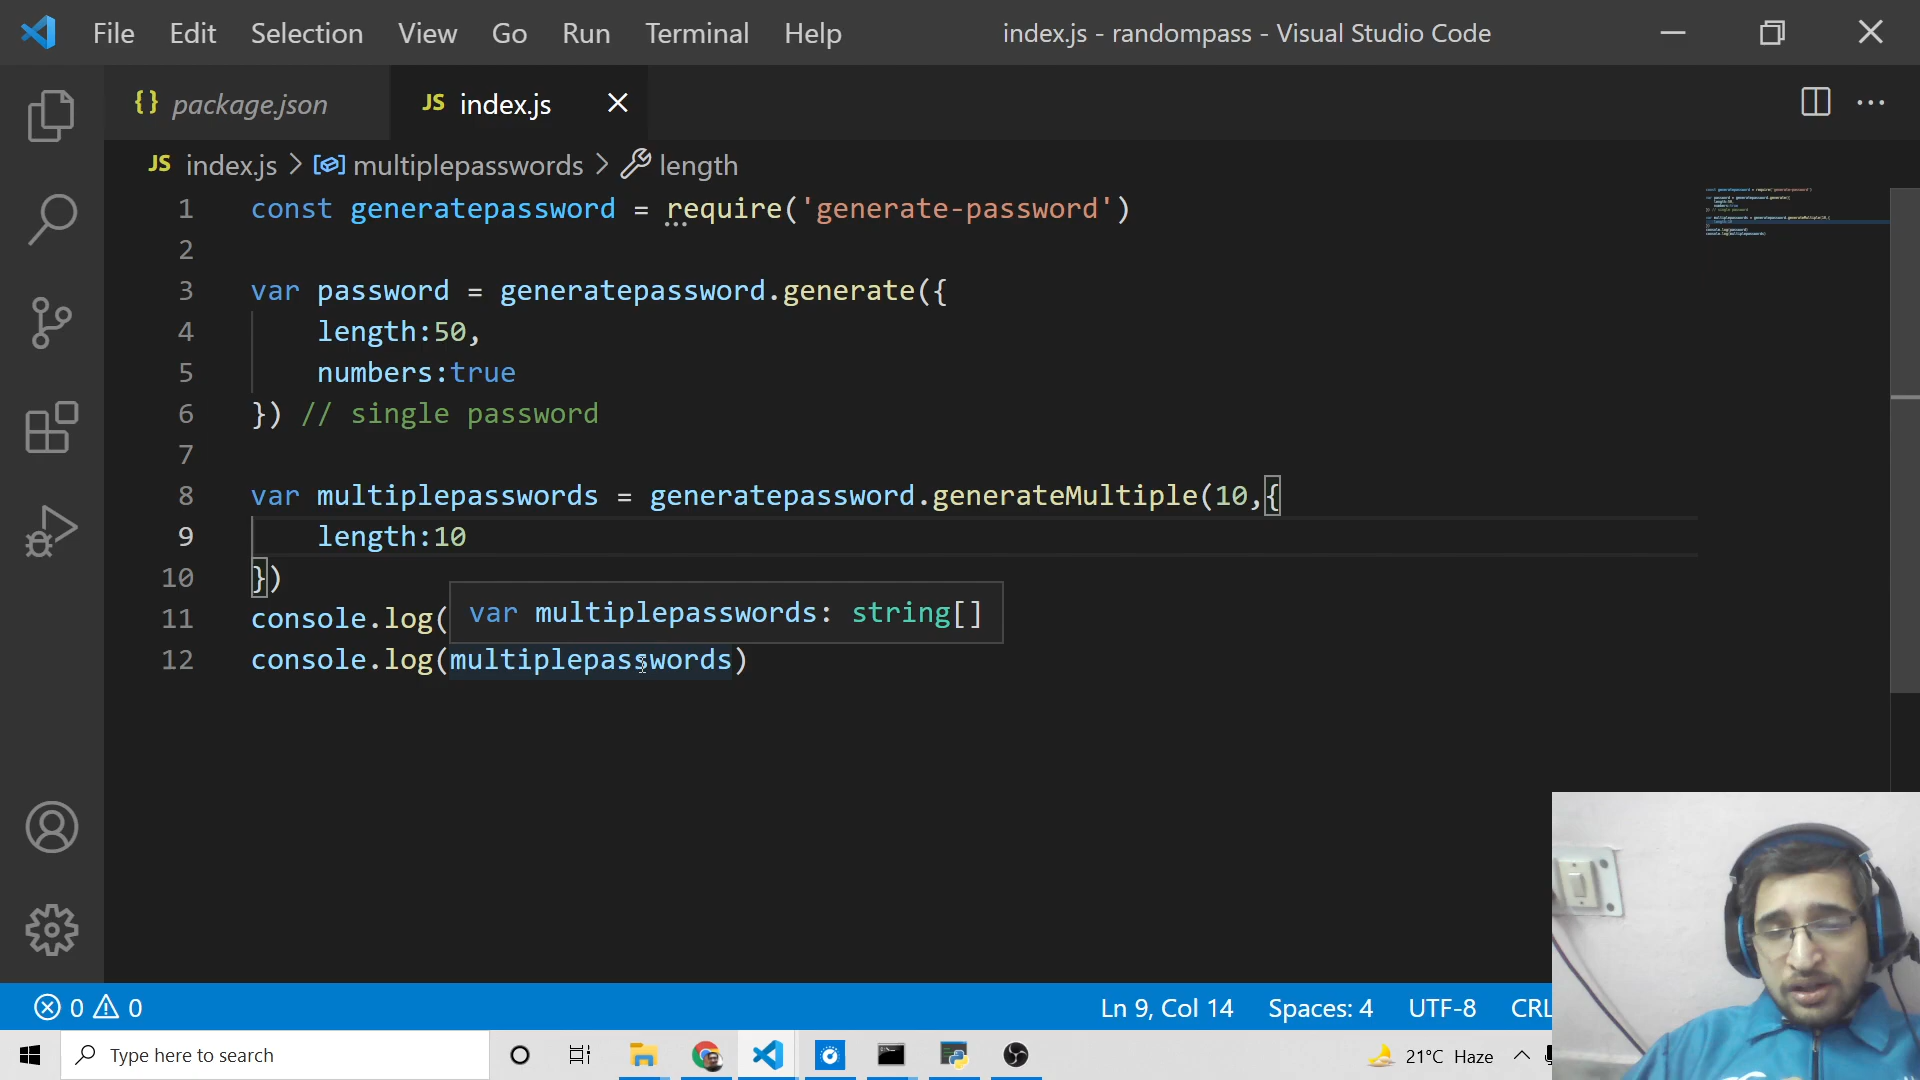 File Edit Selection View Go Run Terminal Help index.js - randompass - Visual Studio Code
{} package.json JS index.js
JS index.js > multiplepasswords > length
1 const generatepassword = require('generate-password')
2
3 var password = generatepassword.generate({
4 length:50,
5 numbers:true
6 }) // single password
7
8 var multiplepasswords = generatepassword.generateMultiple(10,{
9 length:10
10 })
var multiplepasswords: string[]
11 console.log(
12 console.log(multiplepasswords)
0 0 Ln 9, Col 14 Spaces: 4 UTF-8 CRL
Type here to search 21°C Haze